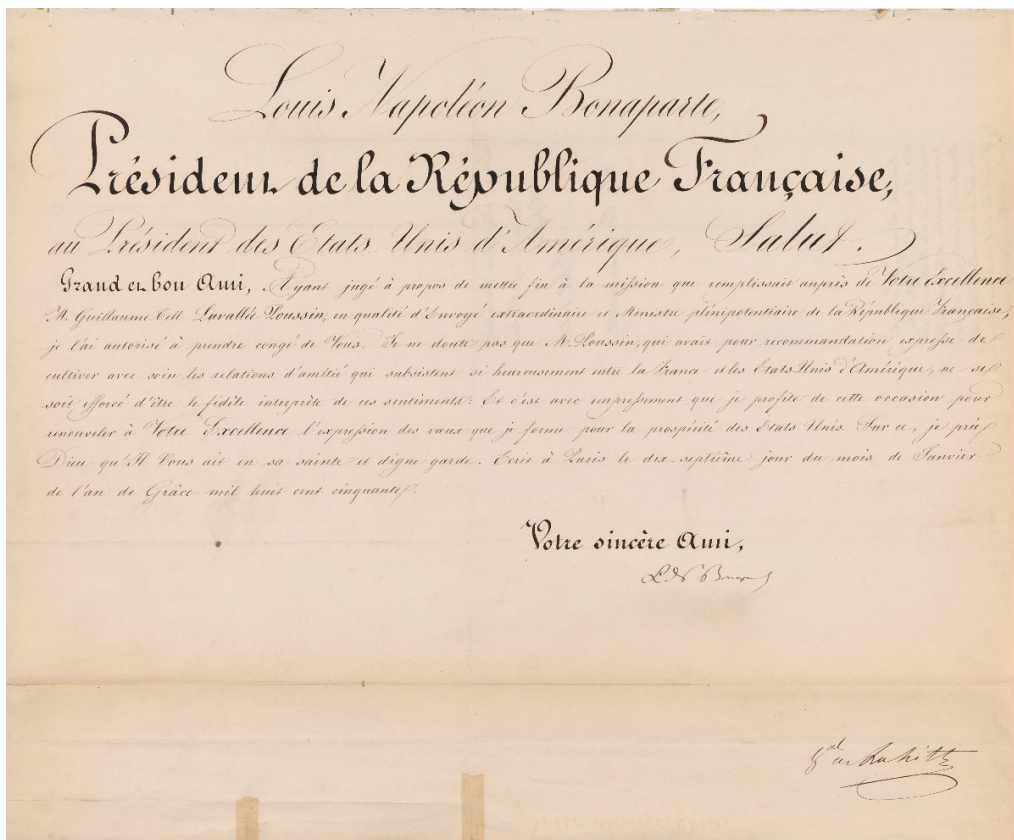 Louis Napoléon Bonaparte,
Président de la République Française,
au Président des Etats Unis d'Amérique, Salut.
Grand et bon Ami, Ayant jugé à propos de mettre fin à la mission que remplissait auprès de Votre Excellence
M. Guillaume Tell Lavallée Poussin, en qualité d'Envoyé extraordinaire et Ministre plénipotentiaire de la République Française,
je l'ai autorisé à prendre congé de Vous. Je ne doute pas que M. Poussin, qui avait pour recommandation expresse de
cultiver avec soin les relations d'amitié qui subsistent si heureusement entre la France et les Etats Unis d'Amérique, ne se
soit efforcé d'être le fidèle interprète de ces sentiments. Et c'est avec empressement que je profite de cette occasion pour
renouveler à Votre Excellence l'expression des vœux que je forme pour la prospérité des Etats Unis. Sur ce, je prie
Dieu qu'Il Vous ait en sa sainte et digne garde. Ecrit à Paris le dix-septième jour du mois de Janvier
de l'an de Grâce mil huit cent cinquante.
Votre sincère Ami,
L. N. Bonaparte
Gal de Lahitte